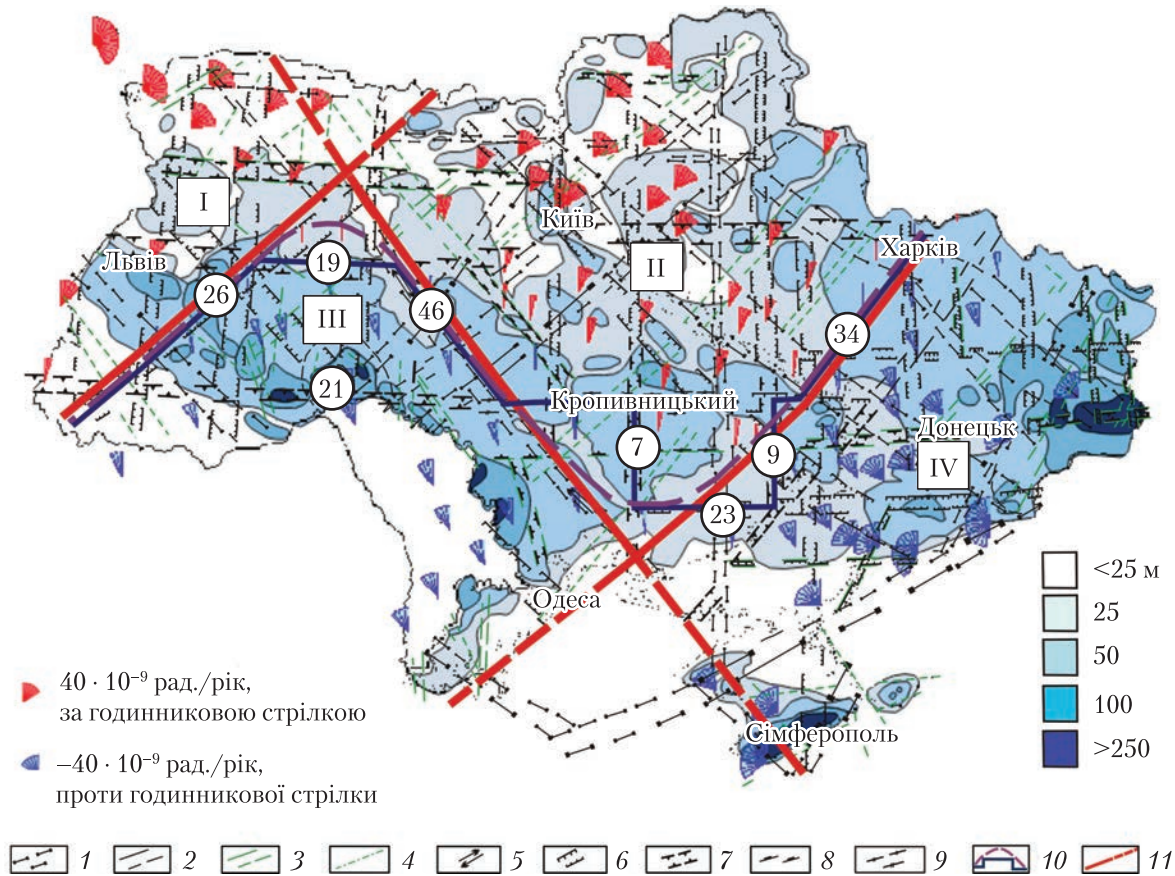 Київ
I
Харків
Львів
II
19
26
46
III
34
21
Кропивницький
Донецьк
7
9
IV
23
Одеса
Сімферополь
<25 м
25
50
100
>250
40 · 10⁻⁹ рад./рік,
за годинниковою стрілкою
−40 · 10⁻⁹ рад./рік,
проти годинникової стрілки
1 2 3 4 5 6 7 8 9 10 11